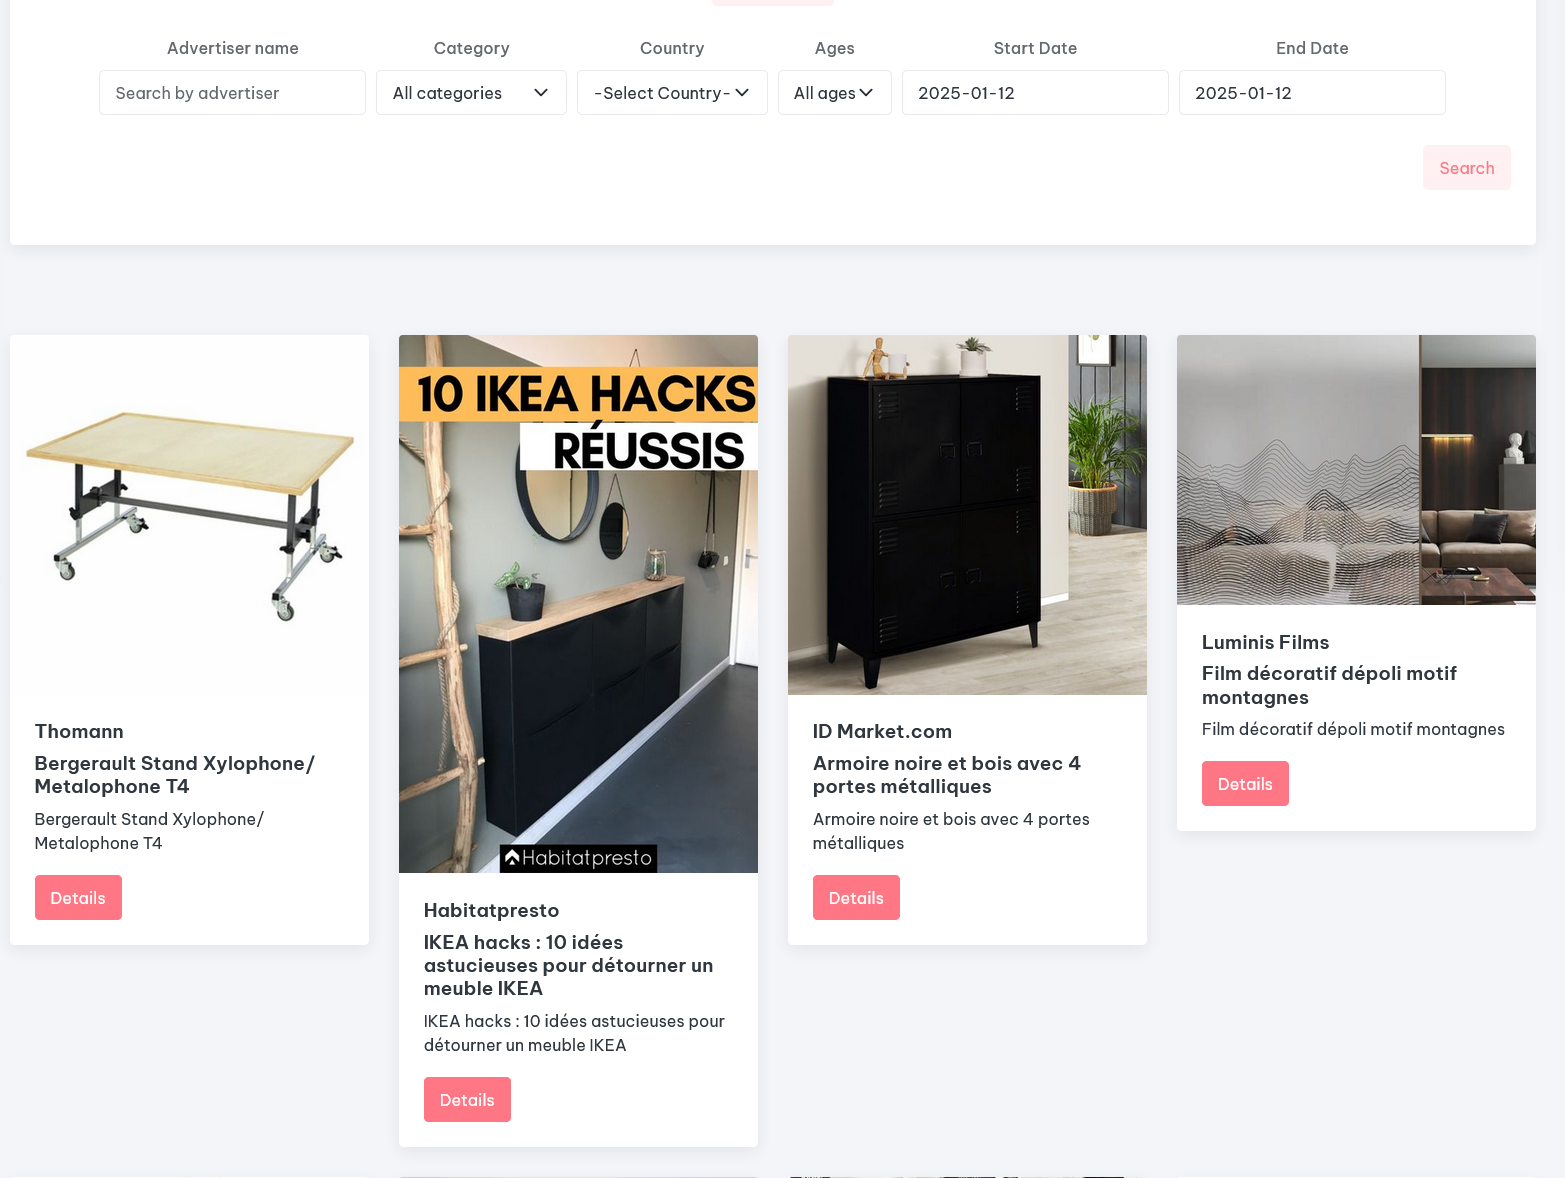 Advertiser name
Category
Country
Ages
Start Date
End Date
Search by advertiser
All categories
-Select Country-
All ages
2025-01-12
2025-01-12
Search
Thomann
Bergerault Stand Xylophone/
Metalophone T4
Bergerault Stand Xylophone/
Metalophone T4
Details
10 IKEA HACKS
RÉUSSIS
Habitatpresto
Habitatpresto
IKEA hacks : 10 idées
astucieuses pour détourner un
meuble IKEA
IKEA hacks : 10 idées astucieuses pour
détourner un meuble IKEA
Details
ID Market.com
Armoire noire et bois avec 4
portes métalliques
Armoire noire et bois avec 4 portes
métalliques
Details
Luminis Films
Film décoratif dépoli motif
montagnes
Film décoratif dépoli motif montagnes
Details